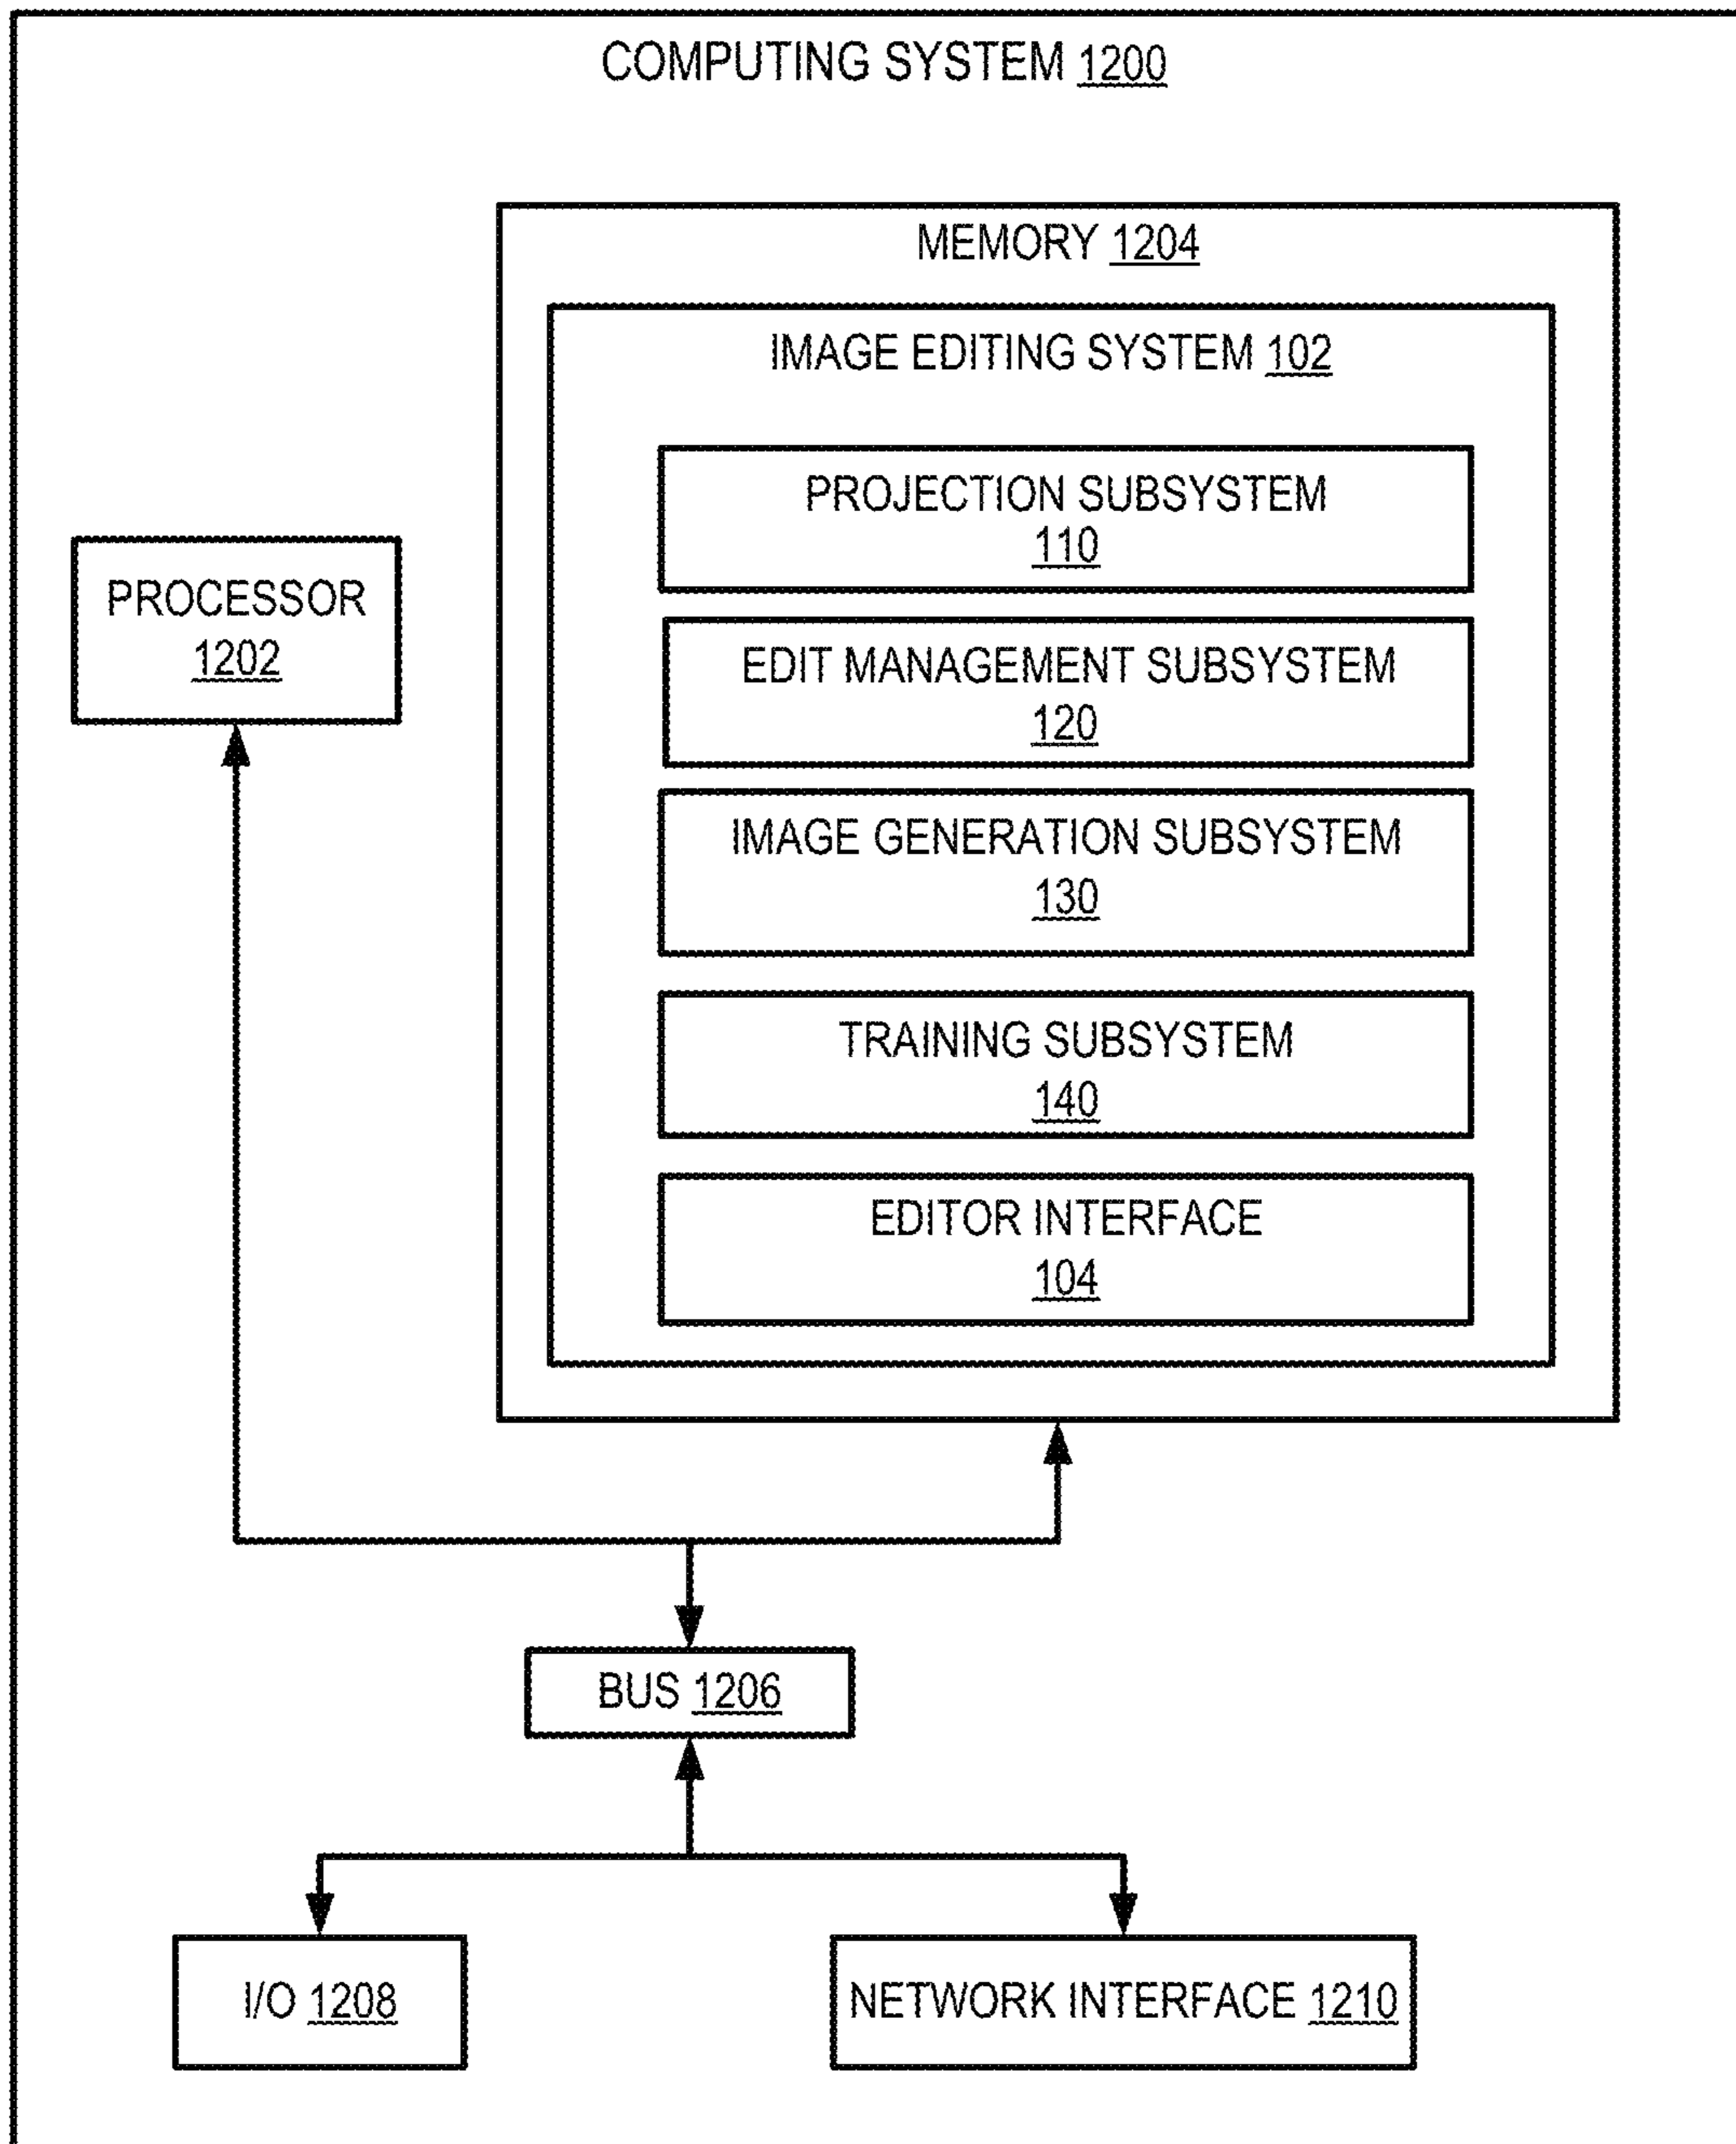 COMPUTING SYSTEM 1200
MEMORY 1204
IMAGE EDITING SYSTEM 102
PROJECTION SUBSYSTEM
110
PROCESSOR
1202
EDIT MANAGEMENT SUBSYSTEM
120
IMAGE GENERATION SUBSYSTEM
130
TRAINING SUBSYSTEM
140
EDITOR INTERFACE
104
BUS 1206
I/O 1208
NETWORK INTERFACE 1210